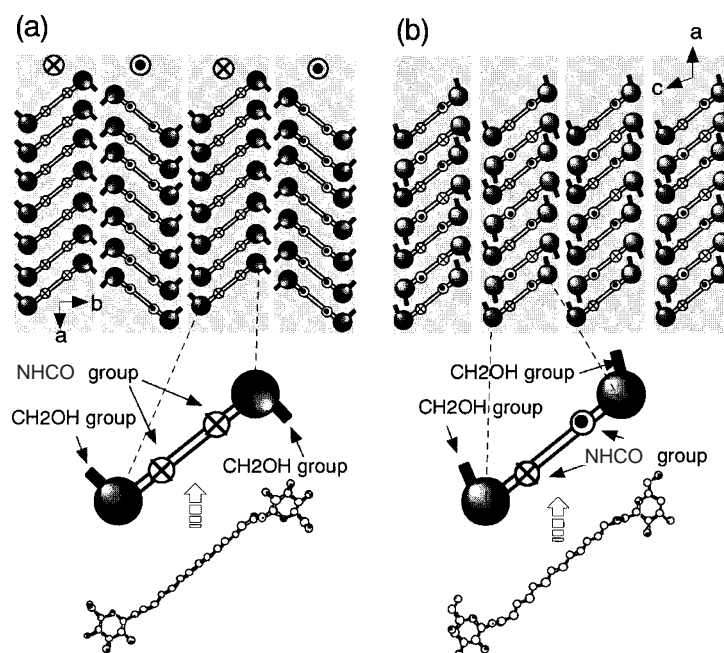 (a)
(b)
a
c
b
a
NHCO group
CH2OH group
CH2OH group
CH2OH group
CH2OH group
NHCO group